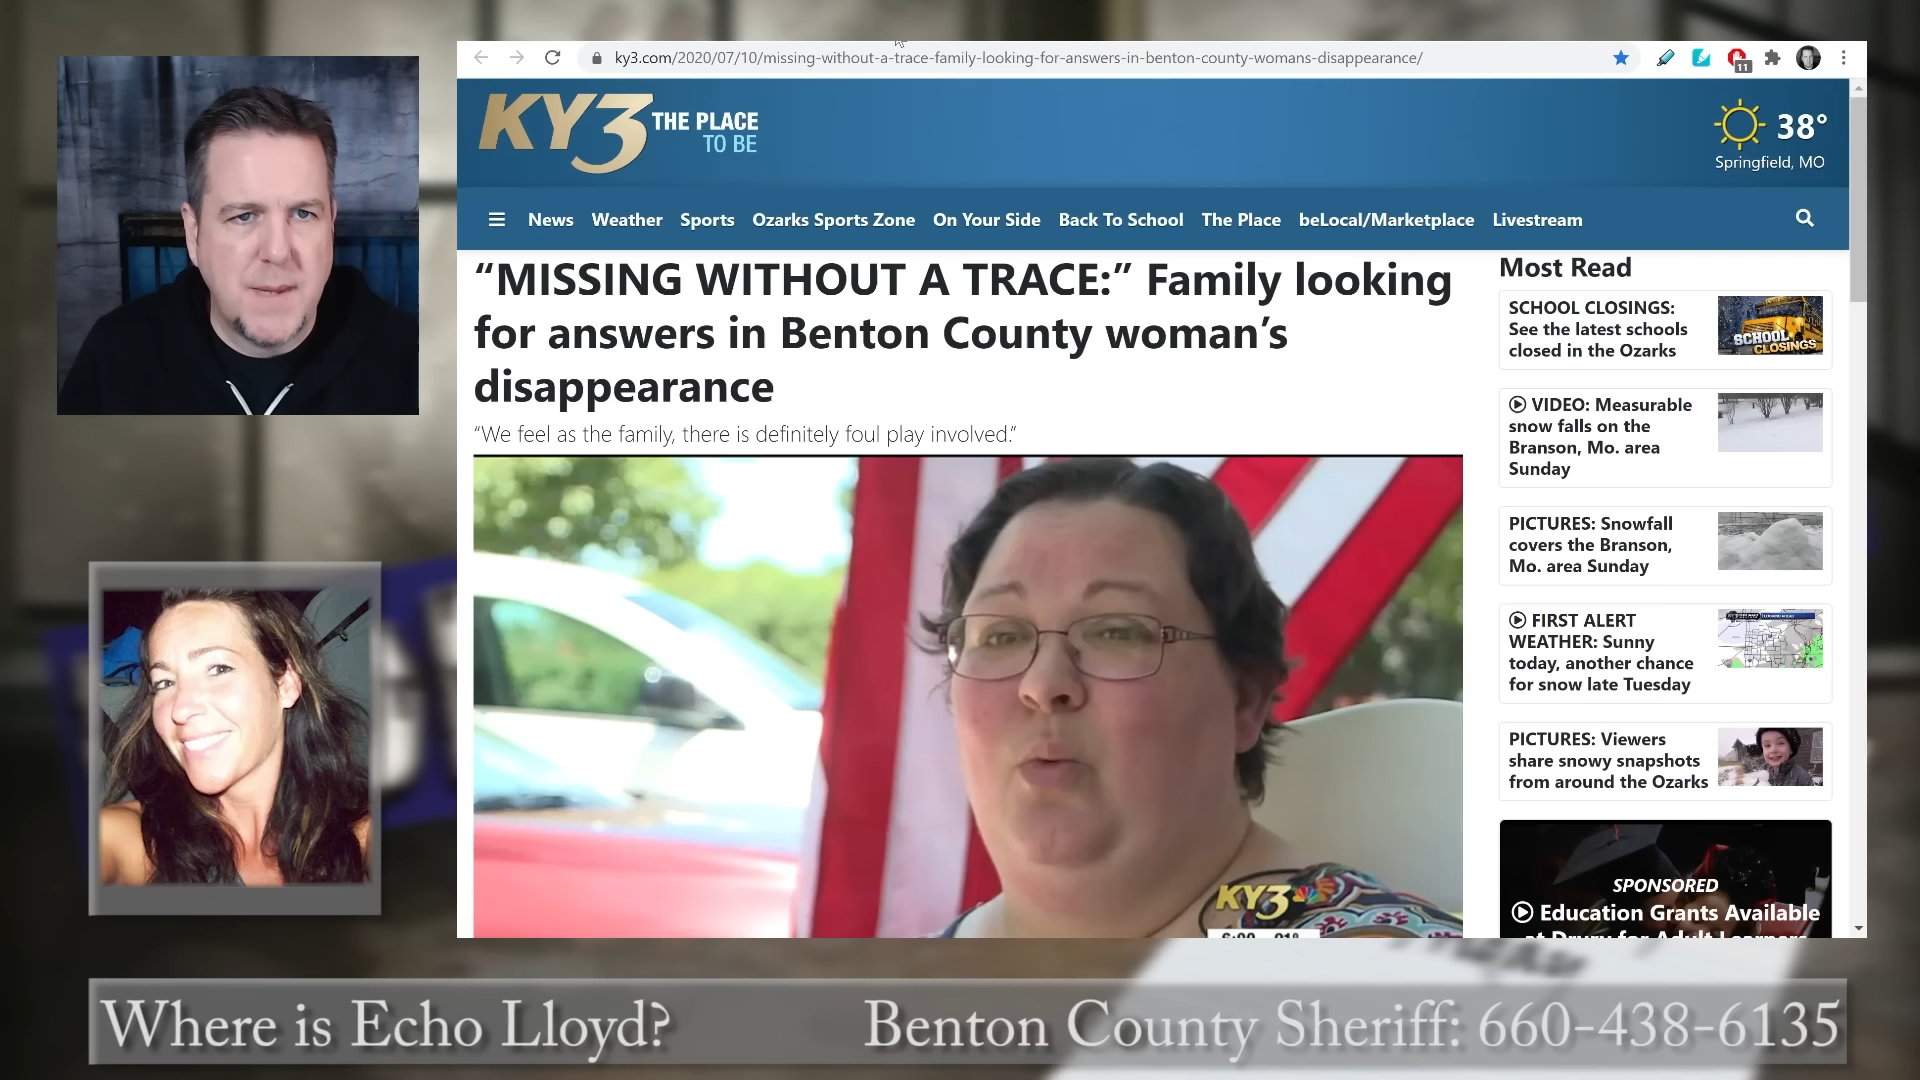 ky3.com/2020/07/10/missing-without-a-trace-family-looking-for-answers-in-benton-county-womans-disappearance/
11
KY3 THE PLACE
TO BE
38°
Springfield, MO
News Weather Sports Ozarks Sports Zone On Your Side Back To School The Place beLocal/Marketplace Livestream
“MISSING WITHOUT A TRACE:” Family looking
for answers in Benton County woman’s
disappearance
“We feel as the family, there is definitely foul play involved.”
KY3
Most Read
SCHOOL CLOSINGS:
See the latest schools
closed in the Ozarks
SCHOOL
CLOSINGS
VIDEO: Measurable
snow falls on the
Branson, Mo. area
Sunday
PICTURES: Snowfall
covers the Branson,
Mo. area Sunday
FIRST ALERT
WEATHER: Sunny
today, another chance
for snow late Tuesday
PICTURES: Viewers
share snowy snapshots
from around the Ozarks
SPONSORED
Education Grants Available
at Drury for Adult Learners
Where is Echo Lloyd? Benton County Sheriff: 660-438-6135